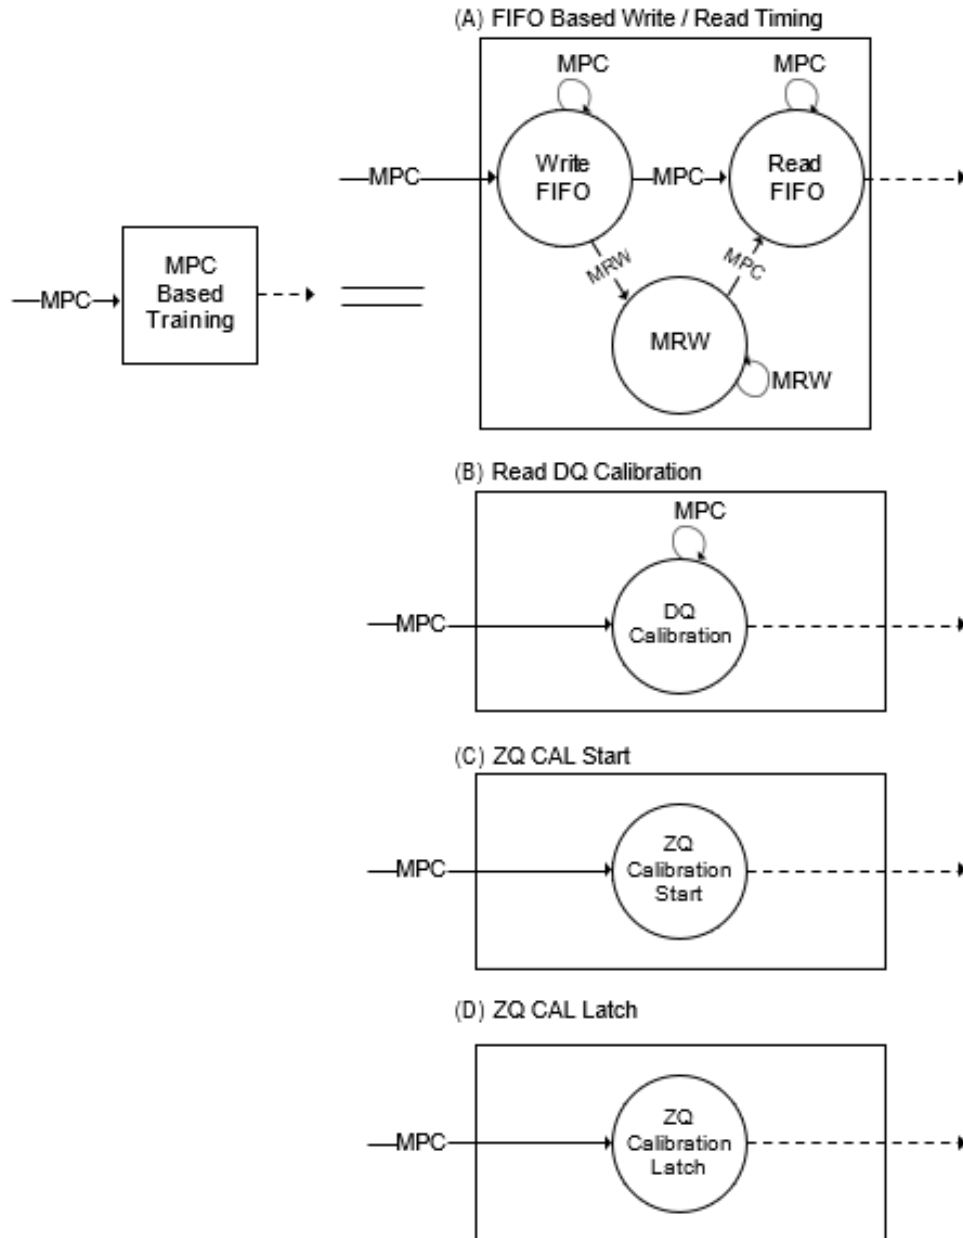 (A) FIFO Based Write / Read Timing
MPC
MPC
Write
FIFO
Read
FIFO
MPC
MPC
MRW
MPC
MRW
MRW
MPC
MPC
Based
Training
(B) Read DQ Calibration
MPC
MPC
DQ
Calibration
(C) ZQ CAL Start
MPC
ZQ
Calibration
Start
(D) ZQ CAL Latch
MPC
ZQ
Calibration
Latch